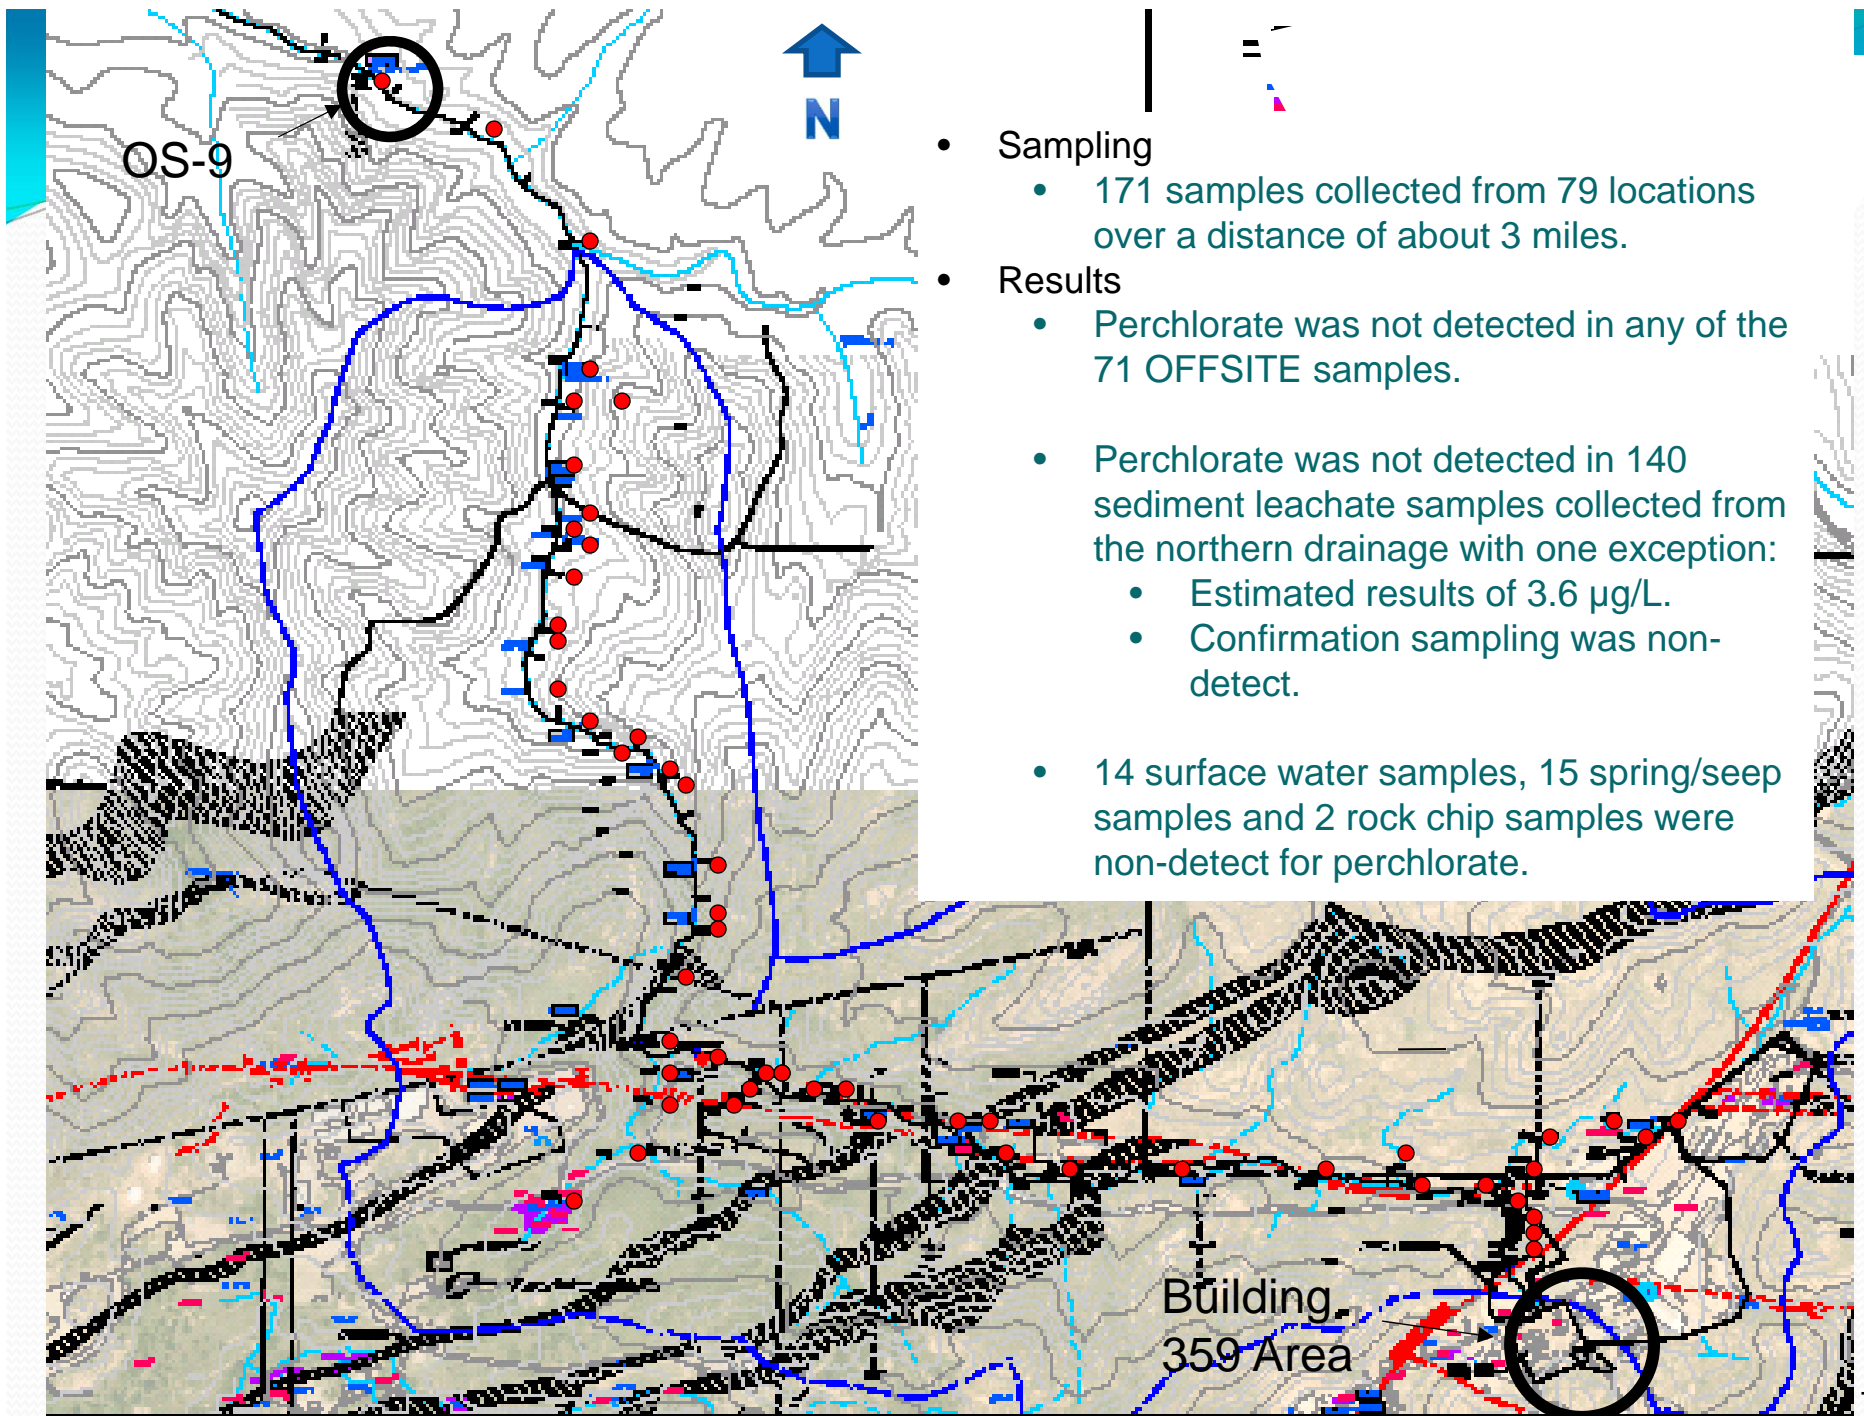 OS-9
N
• Sampling
• 171 samples collected from 79 locations
over a distance of about 3 miles.
• Results
• Perchlorate was not detected in any of the
71 OFFSITE samples.
• Perchlorate was not detected in 140
sediment leachate samples collected from
the northern drainage with one exception:
• Estimated results of 3.6 µg/L.
• Confirmation sampling was non-
detect.
• 14 surface water samples, 15 spring/seep
samples and 2 rock chip samples were
non-detect for perchlorate.
Building
359 Area